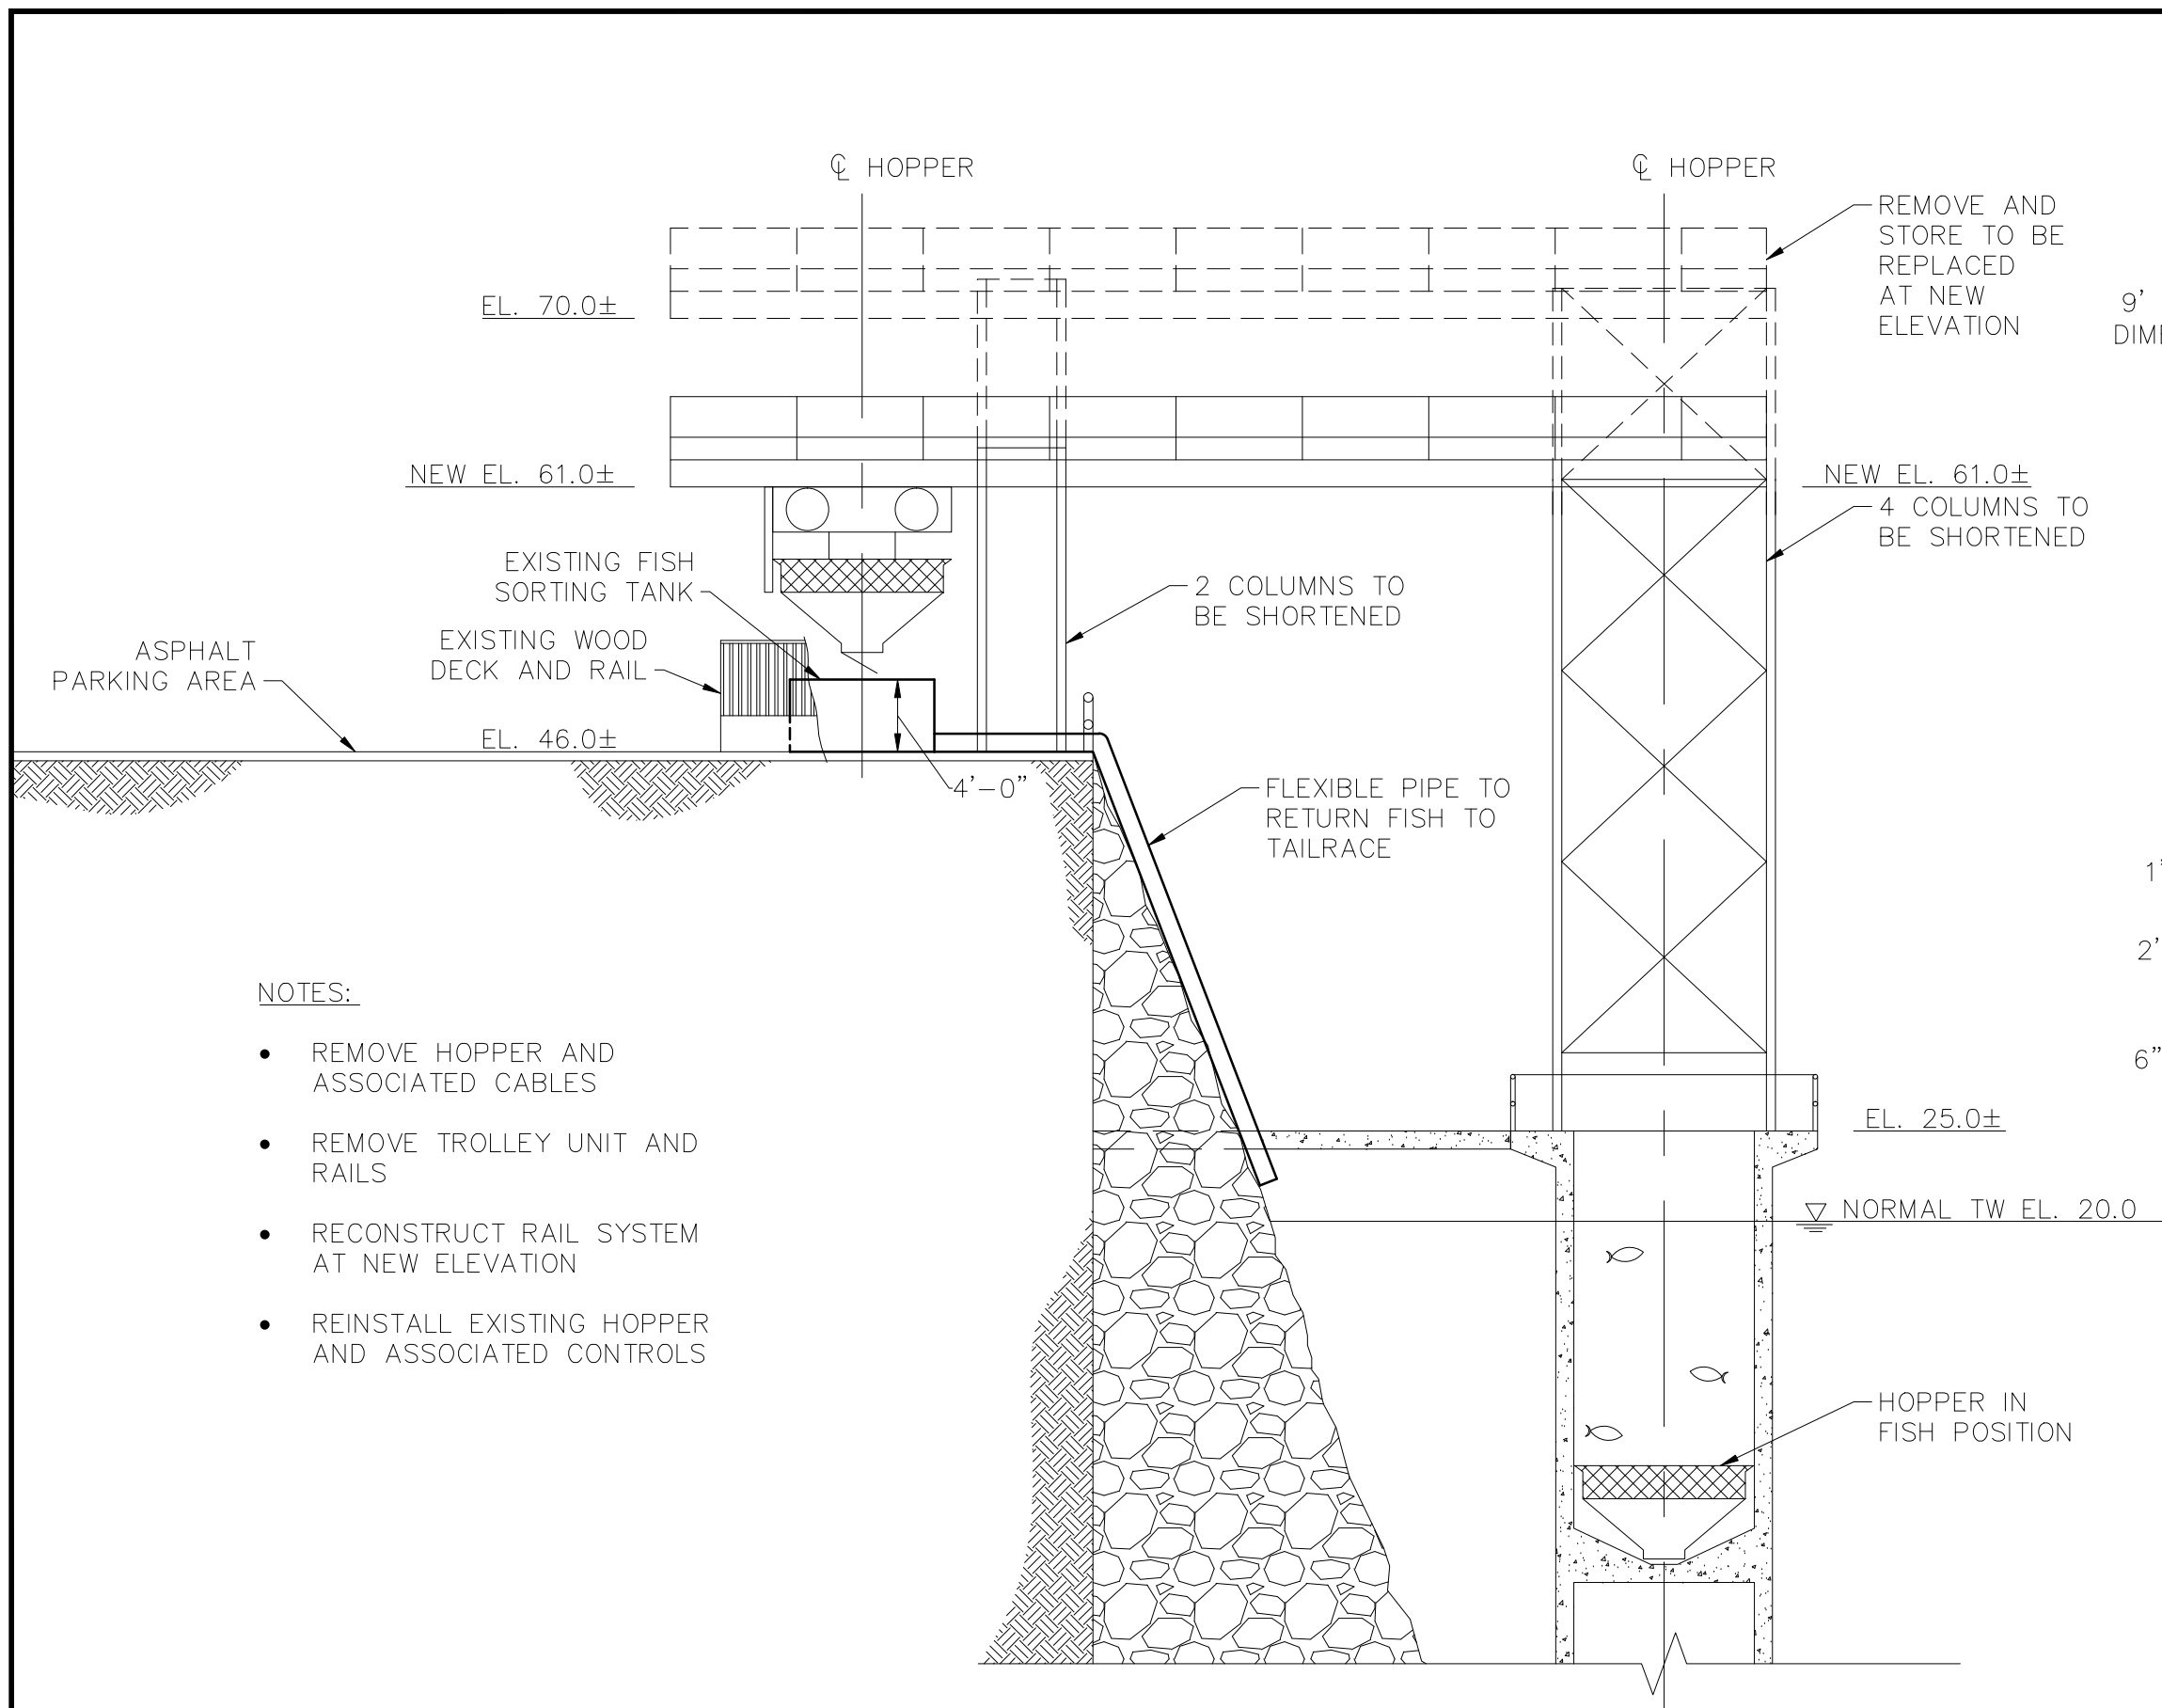 ℄ HOPPER
℄ HOPPER
REMOVE AND
STORE TO BE
REPLACED
AT NEW
ELEVATION
9'
EL. 70.0±
NEW EL. 61.0±
NEW EL. 61.0±
4 COLUMNS TO
BE SHORTENED
EXISTING FISH
SORTING TANK
2 COLUMNS TO
BE SHORTENED
EXISTING WOOD
DECK AND RAIL
ASPHALT
PARKING AREA
EL. 46.0±
4'-0"
FLEXIBLE PIPE TO
RETURN FISH TO
TAILRACE
2'
6"
NOTES:
• REMOVE HOPPER AND
ASSOCIATED CABLES
• REMOVE TROLLEY UNIT AND
RAILS
• RECONSTRUCT RAIL SYSTEM
AT NEW ELEVATION
• REINSTALL EXISTING HOPPER
AND ASSOCIATED CONTROLS
EL. 25.0±
NORMAL TW EL. 20.0
HOPPER IN
FISH POSITION